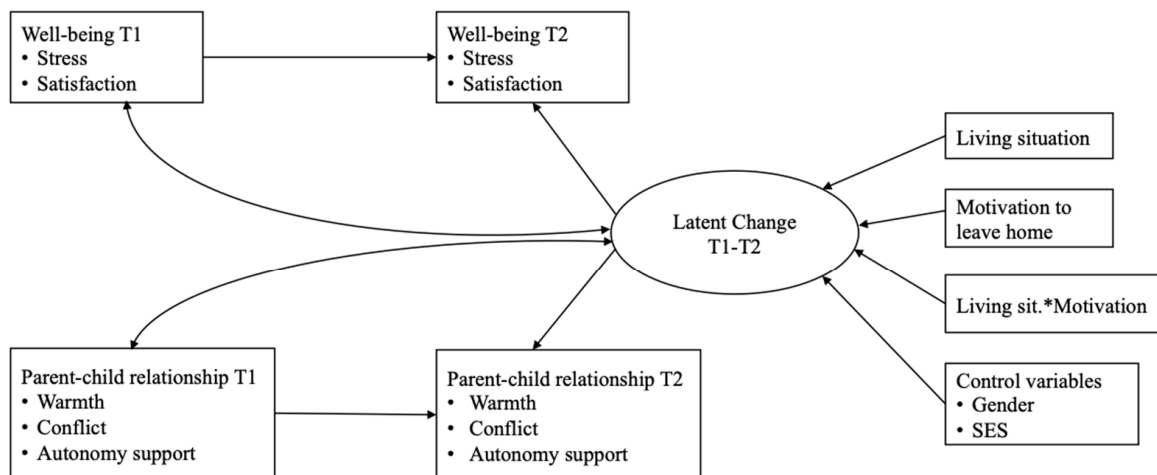 Well-being T1
• Stress
• Satisfaction
Well-being T2
• Stress
• Satisfaction
Living situation
Motivation to
leave home
Latent Change
T1-T2
Living sit.*Motivation
Parent-child relationship T1
• Warmth
• Conflict
• Autonomy support
Parent-child relationship T2
• Warmth
• Conflict
• Autonomy support
Control variables
• Gender
• SES